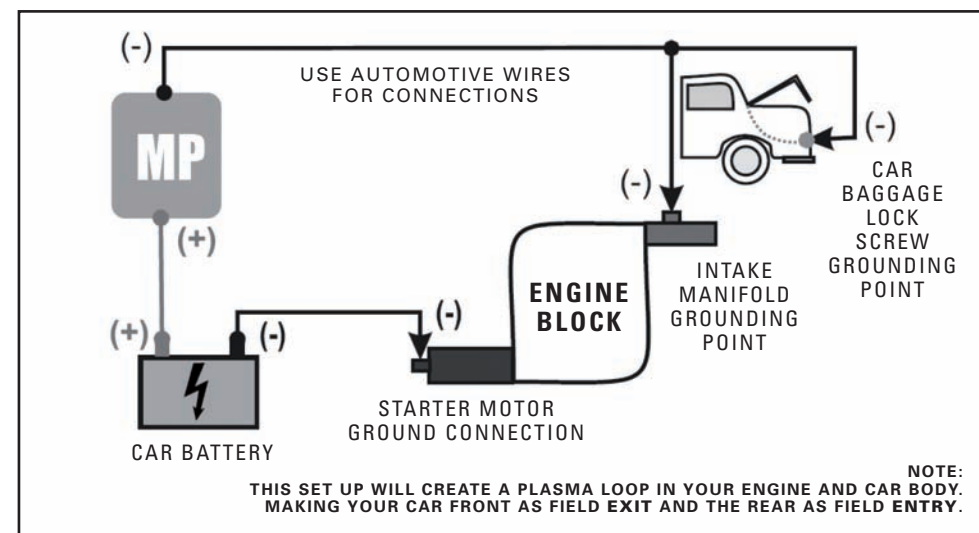 (-)
USE AUTOMOTIVE WIRES
FOR CONNECTIONS
MP
(+)
(-)
(-)
CAR
BAGGAGE
LOCK
SCREW
GROUNDING
POINT
ENGINE
BLOCK
INTAKE
MANIFOLD
GROUNDING
POINT
(+)
(-)
(-)
STARTER MOTOR
GROUND CONNECTION
CAR BATTERY
NOTE:
THIS SET UP WILL CREATE A PLASMA LOOP IN YOUR ENGINE AND CAR BODY.
MAKING YOUR CAR FRONT AS FIELD EXIT AND THE REAR AS FIELD ENTRY.